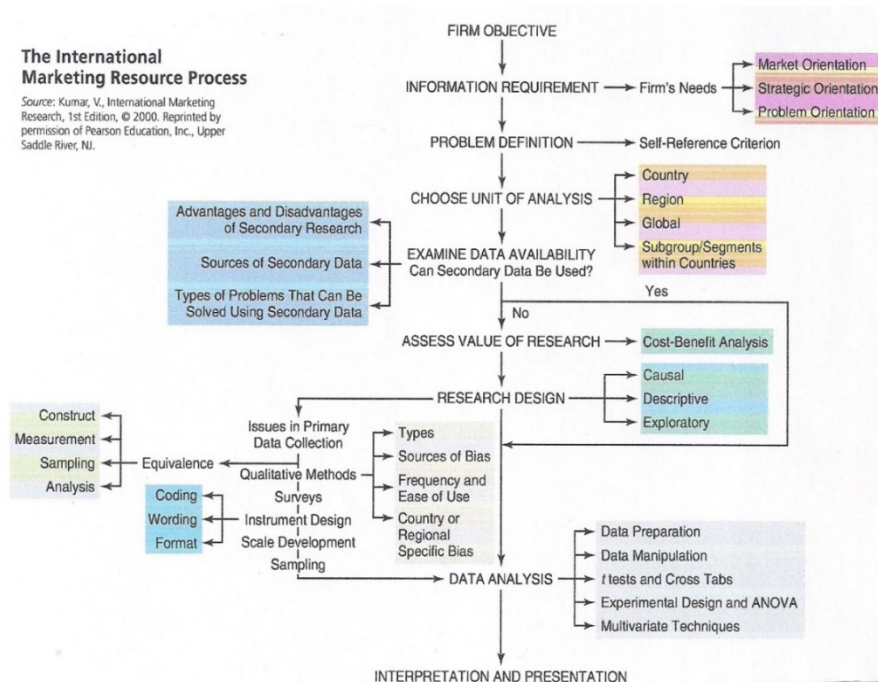 The International
Marketing Resource Process
Source: Kumar, V., International Marketing
Research, 1st Edition, © 2000. Reprinted by
permission of Pearson Education, Inc., Upper
Saddle River, NJ.
FIRM OBJECTIVE
INFORMATION REQUIREMENT
Firm's Needs
Market Orientation
Strategic Orientation
Problem Orientation
PROBLEM DEFINITION
Self-Reference Criterion
CHOOSE UNIT OF ANALYSIS
Country
Region
Global
Subgroup/Segments
within Countries
Advantages and Disadvantages
of Secondary Research
Sources of Secondary Data
Types of Problems That Can Be
Solved Using Secondary Data
EXAMINE DATA AVAILABILITY
Can Secondary Data Be Used?
Yes
No
ASSESS VALUE OF RESEARCH
Cost-Benefit Analysis
RESEARCH DESIGN
Causal
Descriptive
Exploratory
Issues in Primary
Data Collection
Construct
Measurement
Sampling
Analysis
Equivalence
Qualitative Methods
Types
Sources of Bias
Frequency and
Ease of Use
Country or
Regional
Specific Bias
Surveys
Coding
Wording
Format
Instrument Design
Scale Development
Sampling
DATA ANALYSIS
Data Preparation
Data Manipulation
t tests and Cross Tabs
Experimental Design and ANOVA
Multivariate Techniques
INTERPRETATION AND PRESENTATION